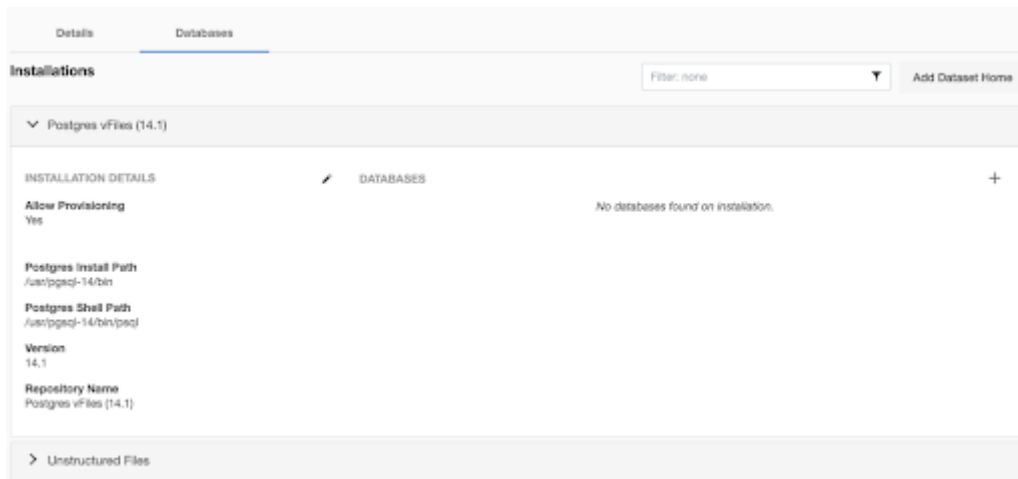 Details
Databases
Installations
Filter: none
Add Dataset Home
Postgres vFiles (14.1)
INSTALLATION DETAILS
DATABASES
Allow Provisioning
Yes
No databases found on installation.
Postgres Install Path
/usr/pgsql-14/bin
Postgres Shell Path
/usr/pgsql-14/bin/psql
Version
14.1
Repository Name
Postgres vFiles (14.1)
Unstructured Files